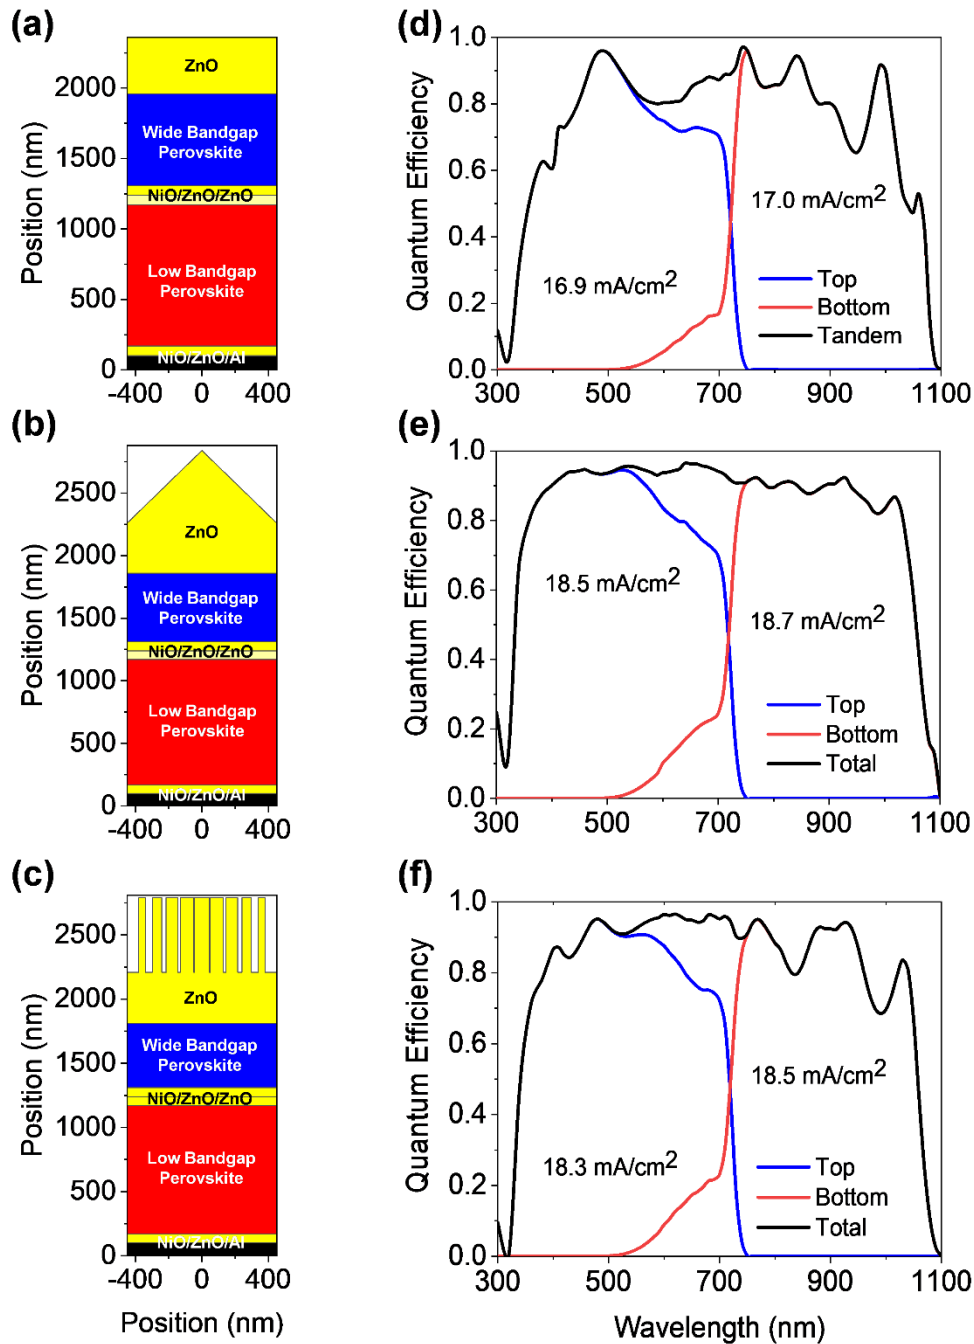 (a)
Position (nm)
2000
1500
1000
500
0
ZnO
Wide Bandgap
Perovskite
NiO/ZnO/ZnO
Low Bandgap
Perovskite
NiO/ZnO/Al
-400 0 400
(d)
Quantum Efficiency
1.0
0.8
0.6
0.4
0.2
0.0
17.0 mA/cm2
16.9 mA/cm2
Top
Bottom
Tandem
300 500 700 900 1100
(b)
Position (nm)
2500
2000
1500
1000
500
0
ZnO
Wide Bandgap
Perovskite
NiO/ZnO/ZnO
Low Bandgap
Perovskite
NiO/ZnO/Al
-400 0 400
(e)
Quantum Efficiency
1.0
0.8
0.6
0.4
0.2
0.0
18.5 mA/cm2
18.7 mA/cm2
Top
Bottom
Total
300 500 700 900 1100
(c)
Position (nm)
2500
2000
1500
1000
500
0
ZnO
Wide Bandgap
Perovskite
NiO/ZnO/ZnO
Low Bandgap
Perovskite
NiO/ZnO/Al
-400 0 400
Position (nm)
(f)
Quantum Efficiency
1.0
0.8
0.6
0.4
0.2
0.0
18.5 mA/cm2
18.3 mA/cm2
Top
Bottom
Total
300 500 700 900 1100
Wavelength (nm)